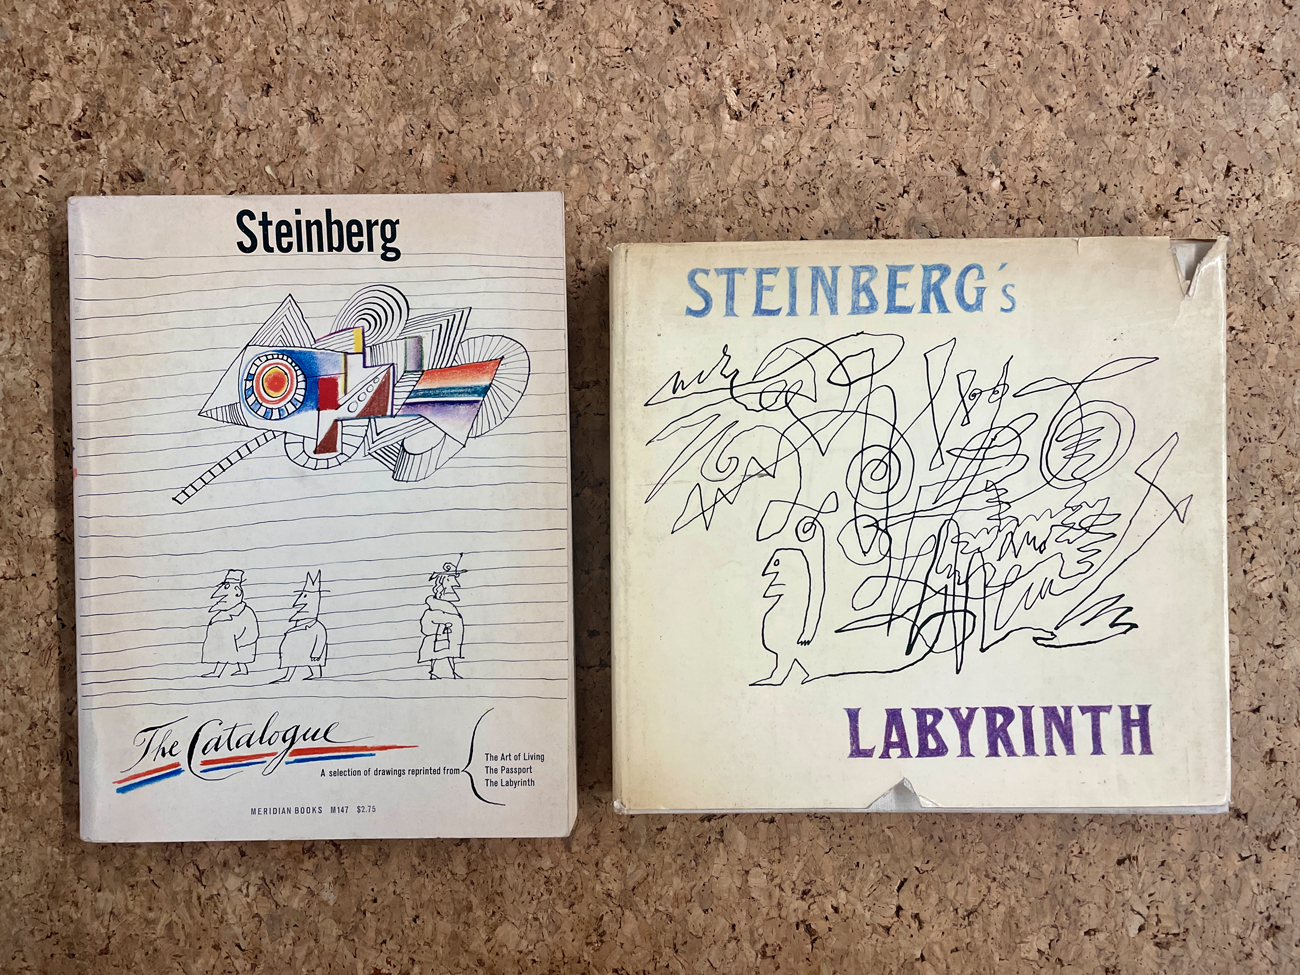 Steinberg
The Catalogue
A selection of drawings reprinted from
The Art of Living
The Passport
The Labyrinth
MERIDIAN BOOKS M147 $2.75
STEINBERG's
LABYRINTH